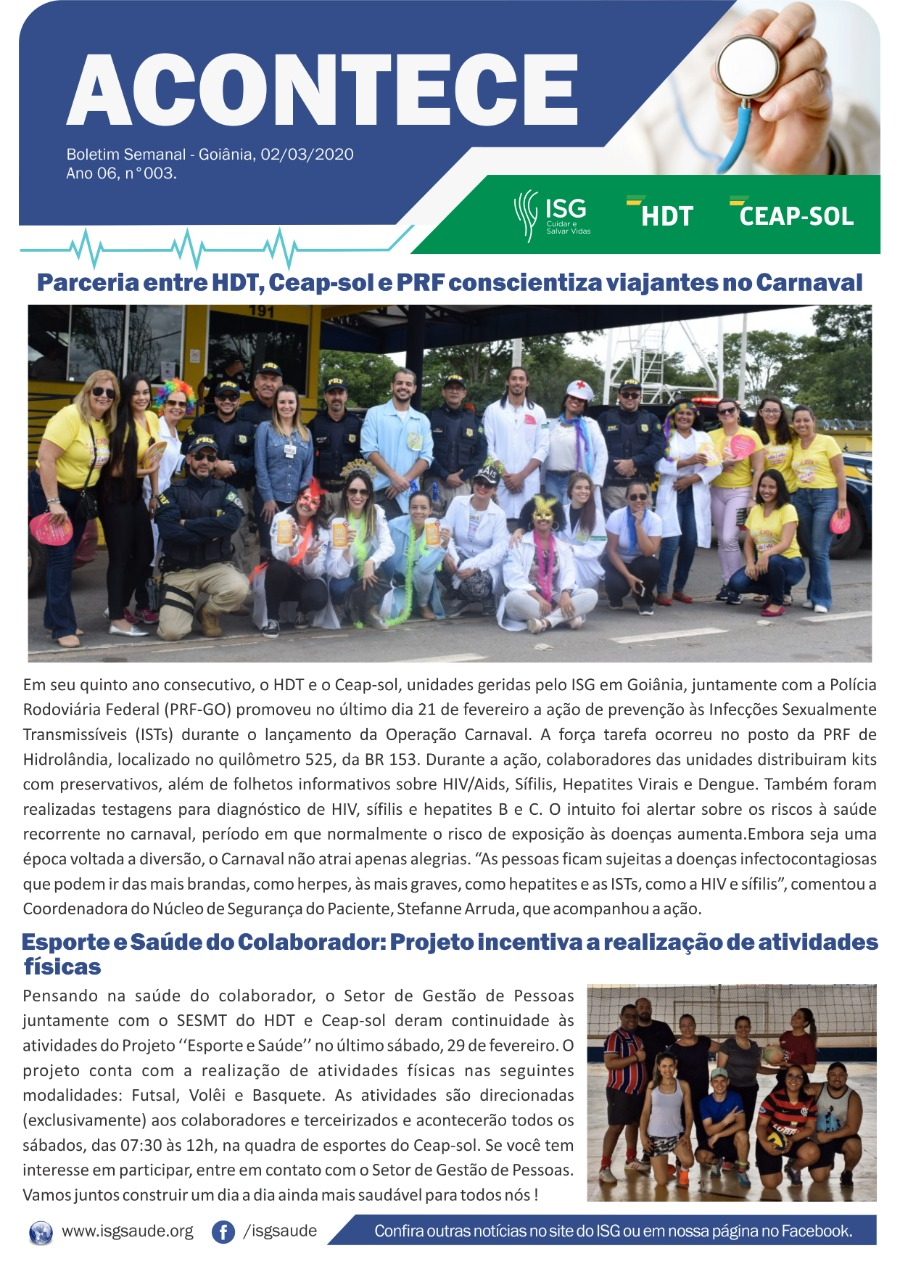 ACONTECE
Boletim Semanal - Goiânia, 02/03/2020
Ano 06, n°003.
ISG
Cuidar e
Salvar Vidas
HDT
CEAP-SOL
Parceria entre HDT, Ceap-sol e PRF conscientiza viajantes no Carnaval
191
Em seu quinto ano consecutivo, o HDT e o Ceap-sol, unidades geridas pelo ISG em Goiânia, juntamente com a Polícia
Rodoviária Federal (PRF-GO) promoveu no último dia 21 de fevereiro a ação de prevenção às Infecções Sexualmente
Transmissíveis (ISTs) durante o lançamento da Operação Carnaval. A força tarefa ocorreu no posto da PRF de
Hidrolândia, localizado no quilômetro 525, da BR 153. Durante a ação, colaboradores das unidades distribuiram kits
com preservativos, além de folhetos informativos sobre HIV/Aids, Sífilis, Hepatites Virais e Dengue. Também foram
realizadas testagens para diagnóstico de HIV, sífilis e hepatites B e C. O intuito foi alertar sobre os riscos à saúde
recorrente no carnaval, período em que normalmente o risco de exposição às doenças aumenta.Embora seja uma
época voltada a diversão, o Carnaval não atrai apenas alegrias. “As pessoas ficam sujeitas a doenças infectocontagiosas
que podem ir das mais brandas, como herpes, às mais graves, como hepatites e as ISTs, como a HIV e sífilis”, comentou a
Coordenadora do Núcleo de Segurança do Paciente, Stefanne Arruda, que acompanhou a ação.
Esporte e Saúde do Colaborador: Projeto incentiva a realização de atividades
físicas
Pensando na saúde do colaborador, o Setor de Gestão de Pessoas
juntamente com o SESMT do HDT e Ceap-sol deram continuidade às
atividades do Projeto ‘‘Esporte e Saúde’’ no último sábado, 29 de fevereiro. O
projeto conta com a realização de atividades físicas nas seguintes
modalidades: Futsal, Volêi e Basquete. As atividades são direcionadas
(exclusivamente) aos colaboradores e terceirizados e acontecerão todos os
sábados, das 07:30 às 12h, na quadra de esportes do Ceap-sol. Se você tem
interesse em participar, entre em contato com o Setor de Gestão de Pessoas.
Vamos juntos construir um dia a dia ainda mais saudável para todos nós !
www.isgsaude.org
/isgsaude
Confira outras notícias no site do ISG ou em nossa página no Facebook.